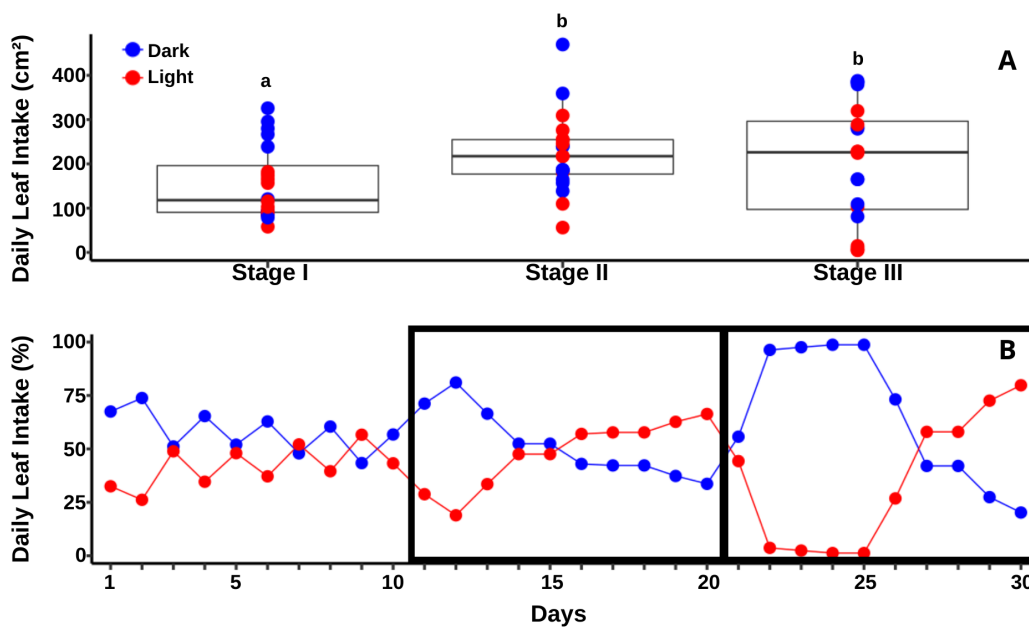 Daily Leaf Intake (cm²)
b
b
a
A
Dark
Light
400
300
200
100
0
Stage I
Stage II
Stage III
Daily Leaf Intake (%)
B
100
75
50
25
0
1
5
10
15
20
25
30
Days